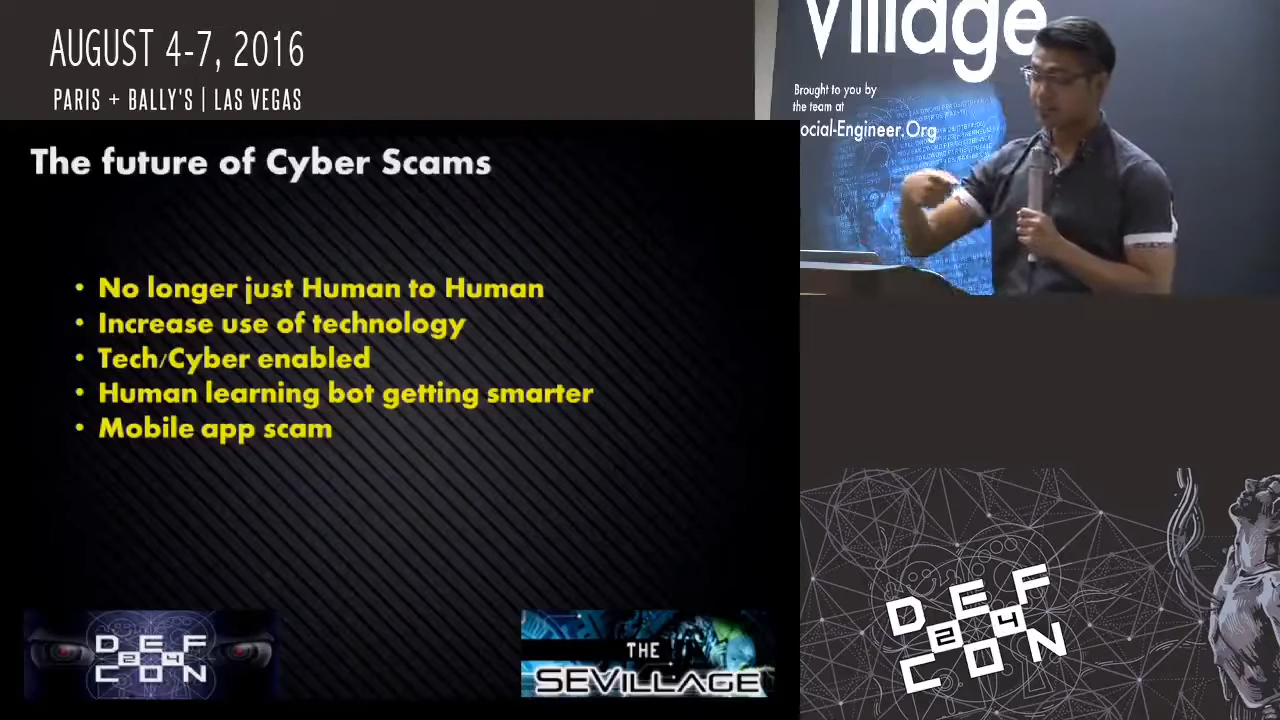 AUGUST 4-7, 2016
PARIS + BALLY'S | LAS VEGAS
Village
Brought to you by
the team at
ocial-Engineer.Org
The future of Cyber Scams
• No longer just Human to Human
• Increase use of technology
• Tech/Cyber enabled
• Human learning bot getting smarter
• Mobile app scam
DEF
24
CON
THE
SEVILLAGE
DEF
24
CON